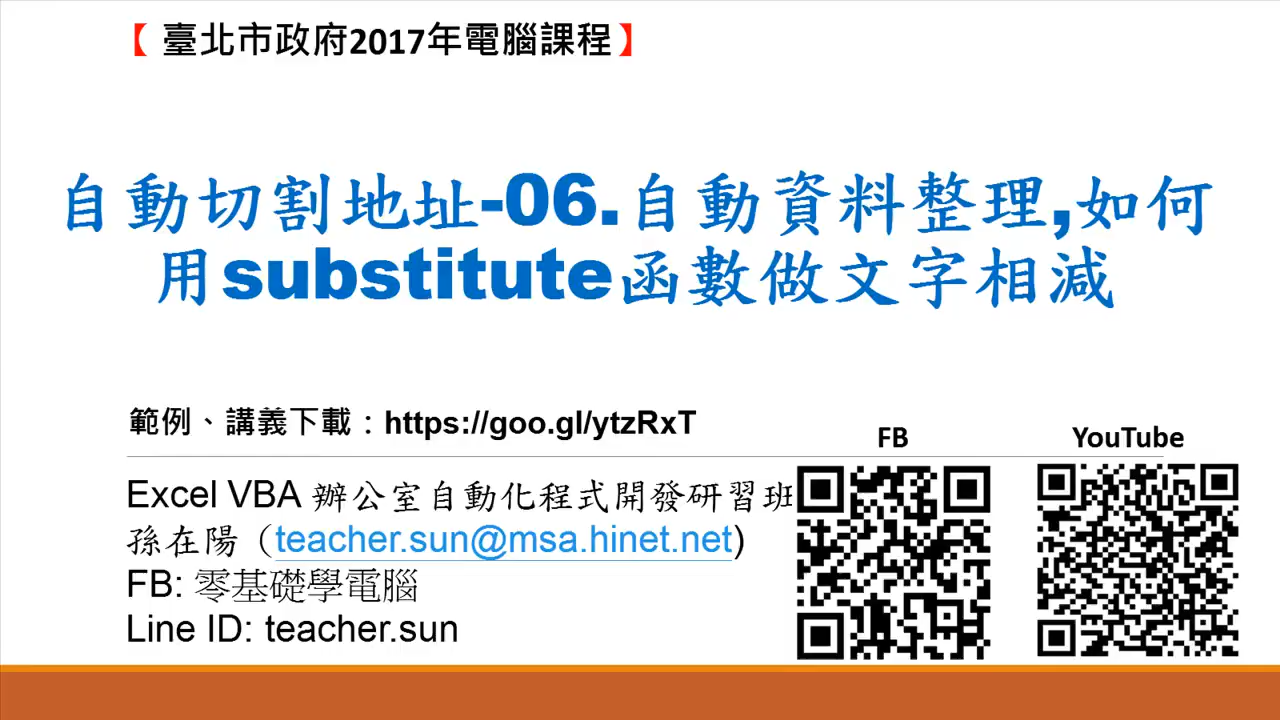 【 臺北市政府2017年電腦課程】
自動切割地址-06.自動資料整理,如何
用substitute函數做文字相減
範例、講義下載：https://goo.gl/ytzRxT
FB
YouTube
Excel VBA 辦公室自動化程式開發研習班
孫在陽（teacher.sun@msa.hinet.net)
FB: 零基礎學電腦
Line ID: teacher.sun